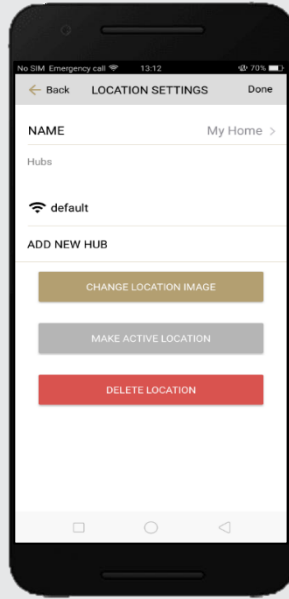 No SIM Emergency call 13:12 70%
Back LOCATION SETTINGS Done
NAME My Home >
Hubs
default
ADD NEW HUB
CHANGE LOCATION IMAGE
MAKE ACTIVE LOCATION
DELETE LOCATION